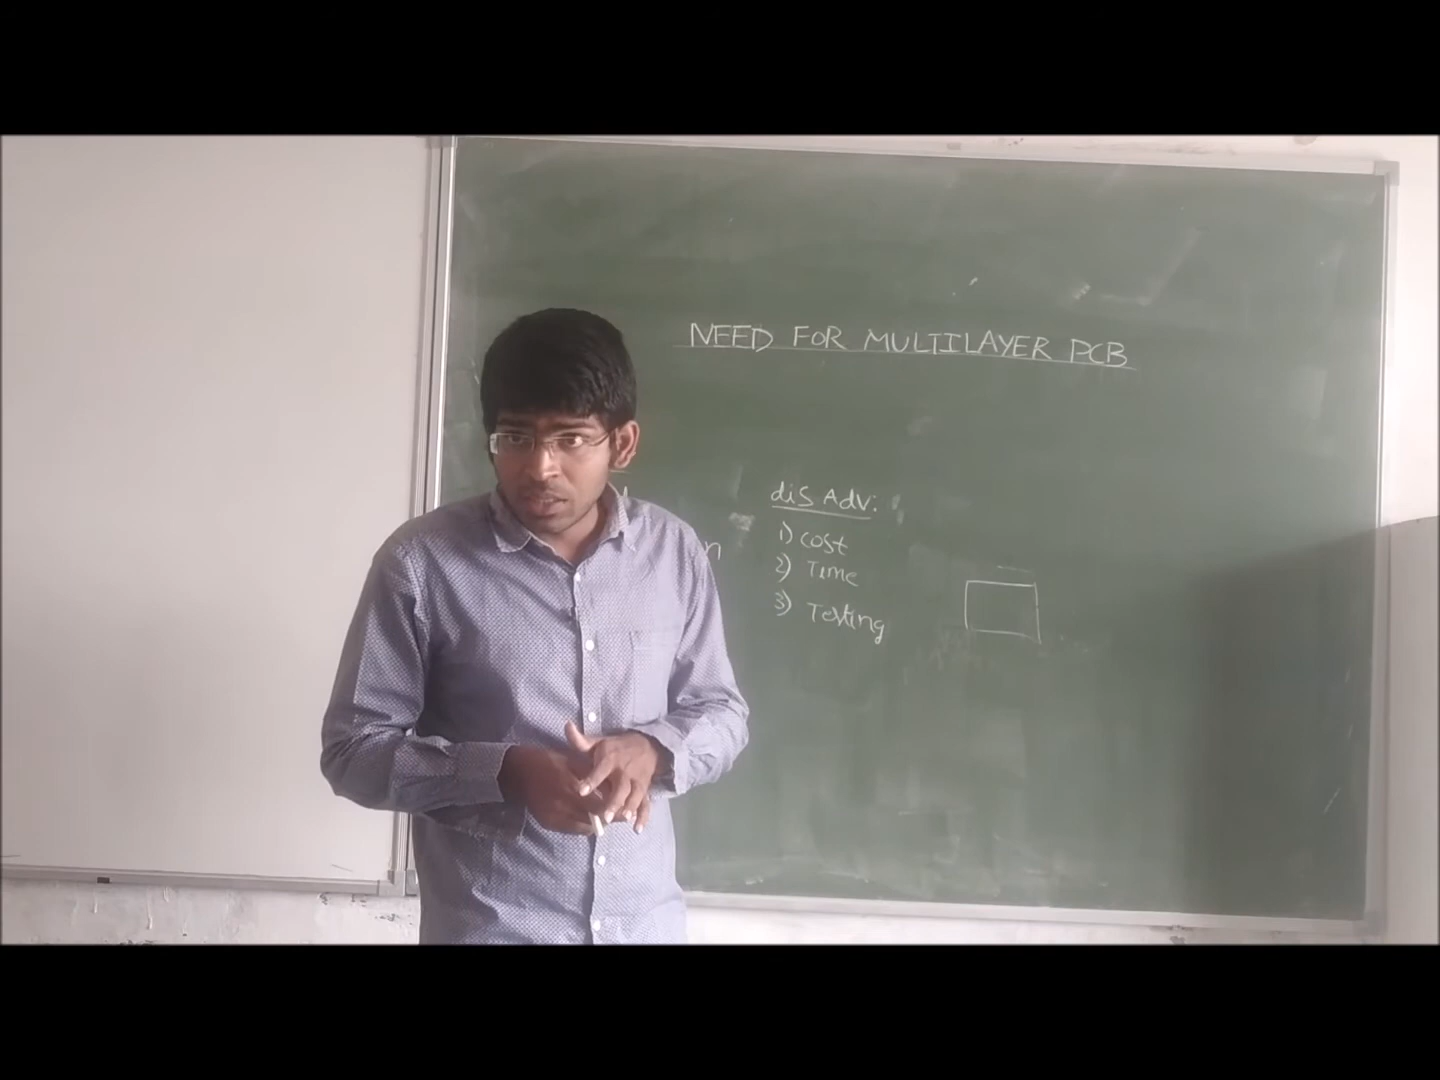 NEED FOR MULTILAYER PCB
dis Adv:
1) cost
2) Time
3) Testing